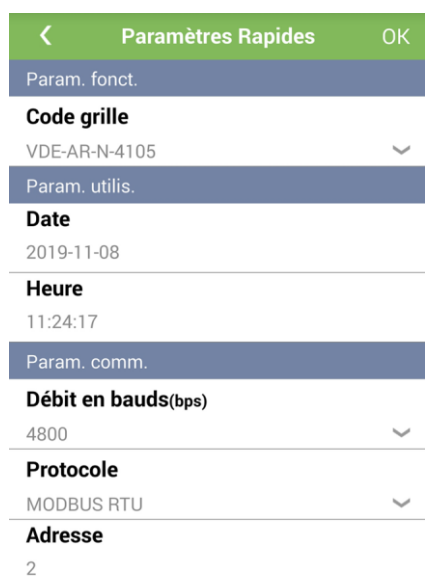 Paramètres Rapides OK
Param. fonct.
Code grille
VDE-AR-N-4105
Param. utilis.
Date
2019-11-08
Heure
11:24:17
Param. comm.
Débit en bauds(bps)
4800
Protocole
MODBUS RTU
Adresse
2